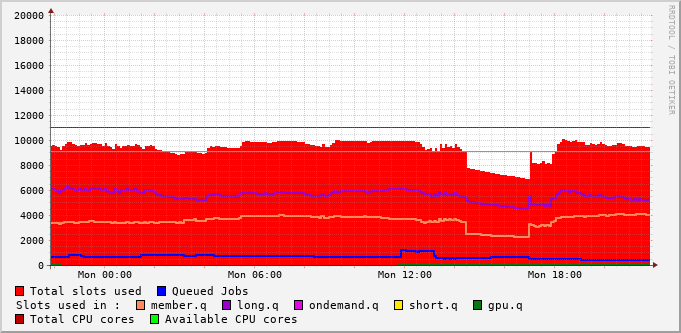 20000
18000
16000
14000
12000
10000
8000
6000
4000
2000
0
Mon 00:00 Mon 06:00 Mon 12:00 Mon 18:00
Total slots used Queued Jobs
Slots used in : member.q long.q ondemand.q short.q gpu.q
Total CPU cores Available CPU cores
RRDTOOL / TOBI OETIKER